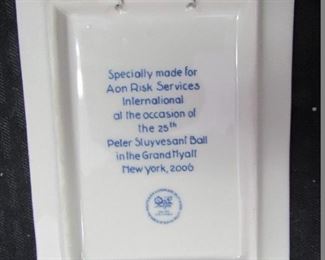 Specially made for
Aon Risk Services
International
at the occasion of
the 25th
Peter Stuyvesant Ball
in the Grand Hyatt
New York, 2006